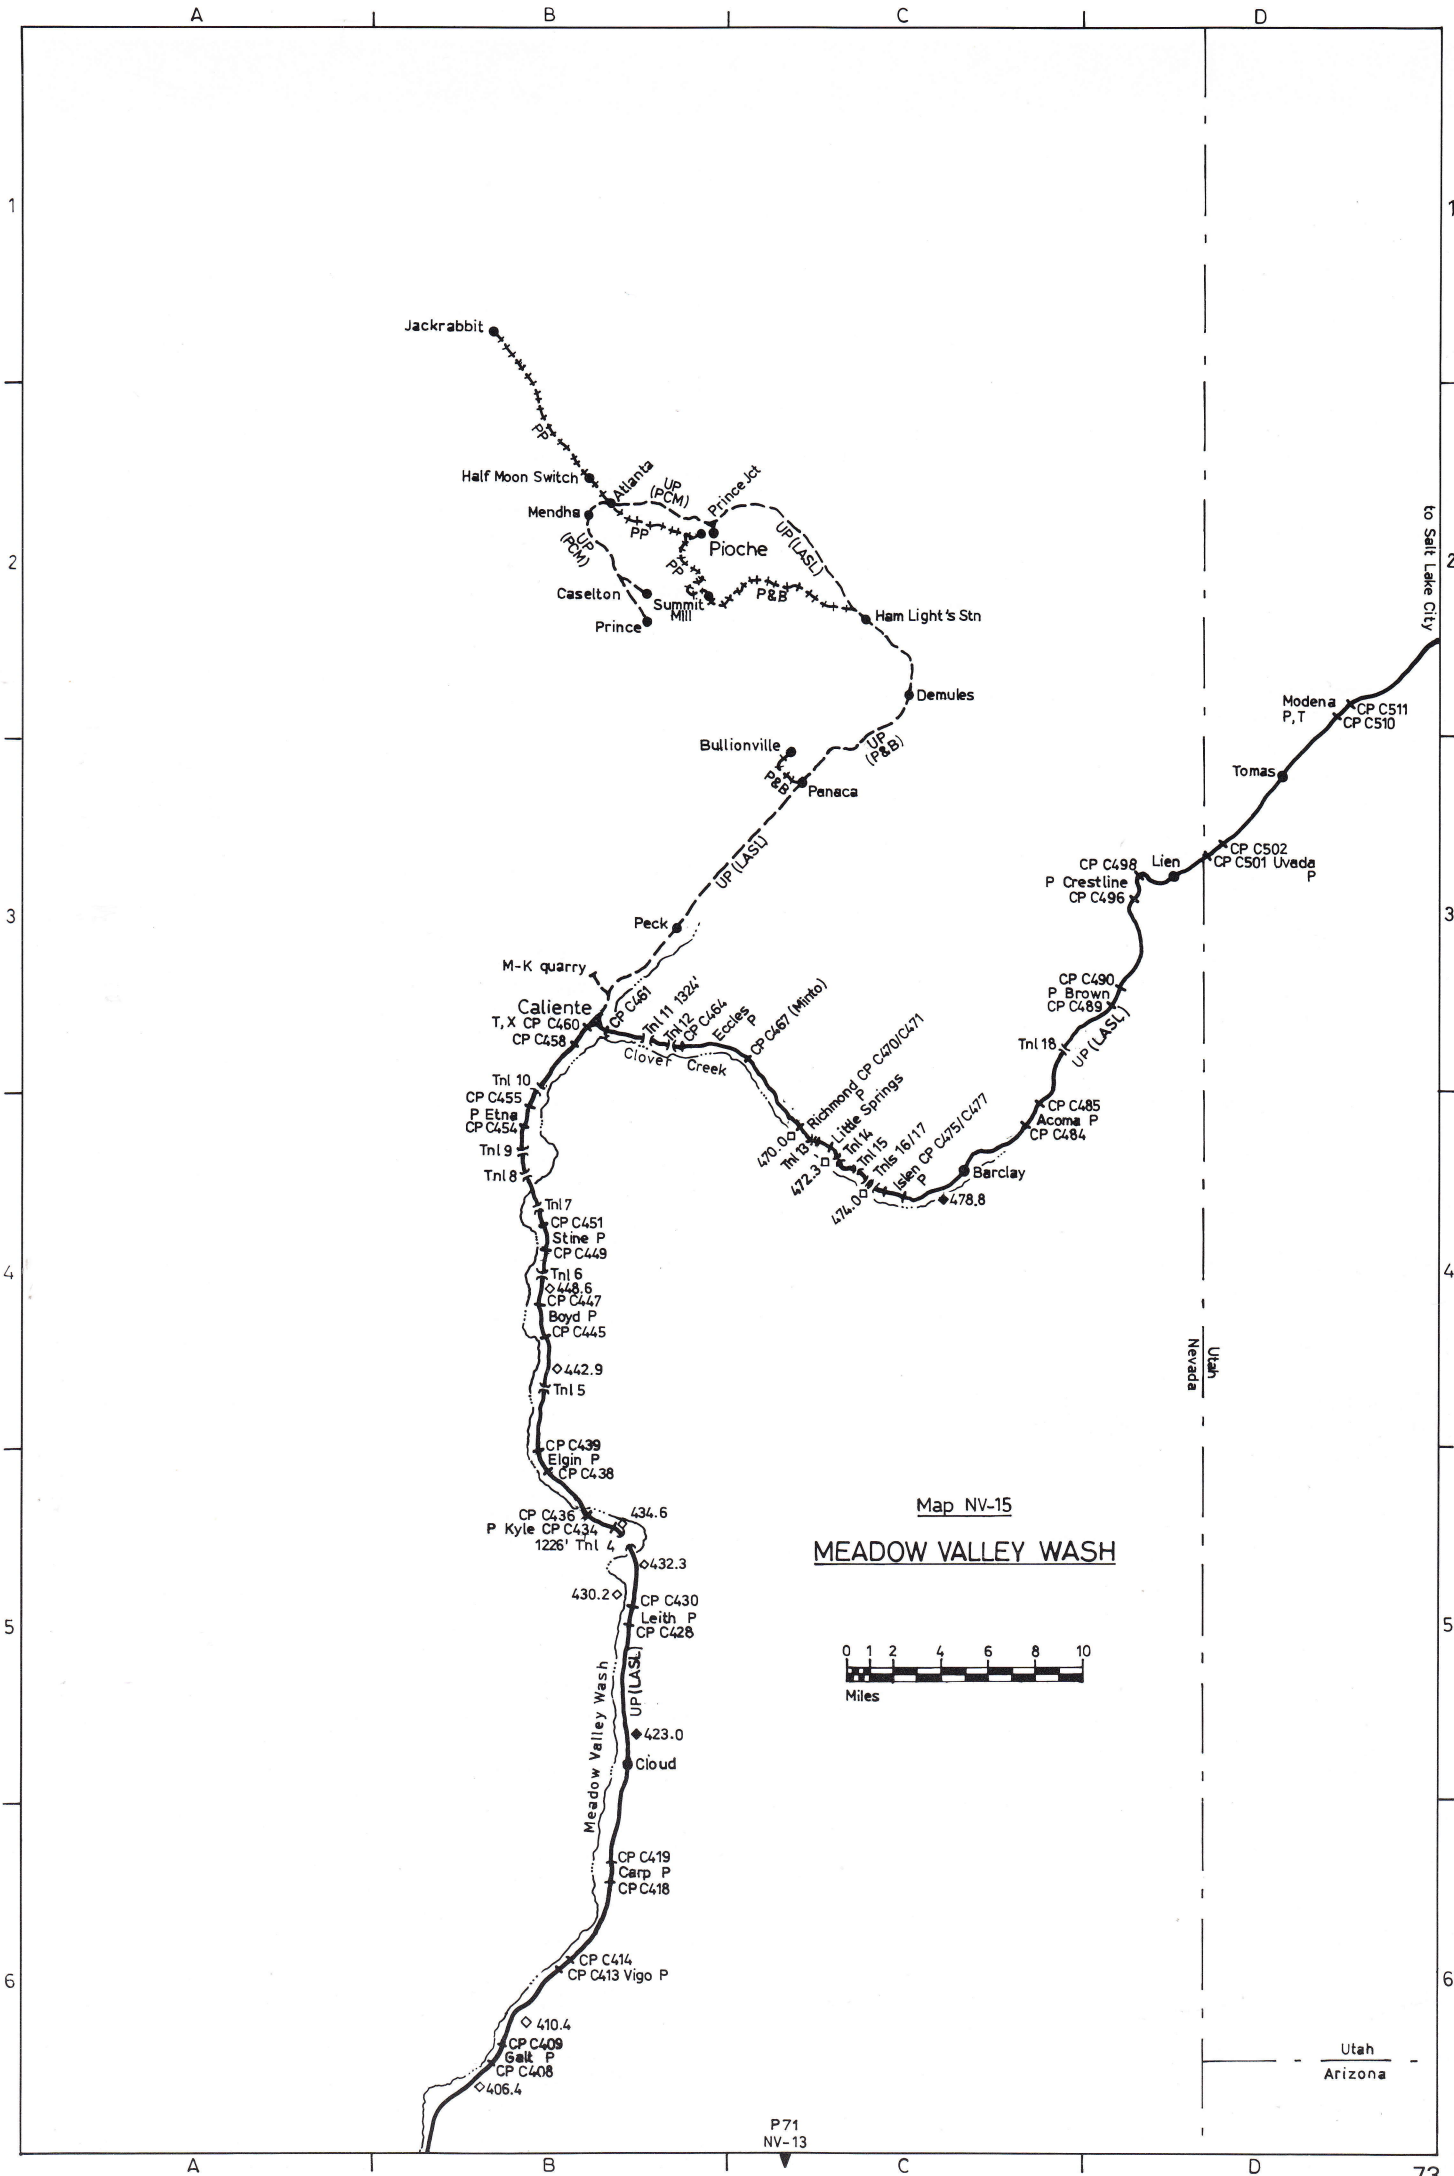 A
B
C
D
1
1
Jackrabbit
PP
Half Moon Switch
Atlanta
UP
(PCM)
Prince Jct
Mendha
UP
(PCM)
PP
Pioche
UP (LASL)
2
2
to Salt Lake City
PP
Caselton
Summit
Mill
P&B
Prince
Ham Light's Stn
Demules
Modena
P,T
CP C511
CP C510
Bullionville
UP
(P&B)
P&B
Panaca
Tomas
UP (LASL)
CP C502
CP C501 Uvada
P
CP C498
Lien
P Crestline
CP C496
3
3
Peck
M-K quarry
CP C490
P Brown
CP C489
Caliente
T, X CP C460
CP C461
CP C458
Tnl 11 1324'
Tnl 12
CP C464
Eccles
P
CP C467 (Minto)
Clover Creek
Tnl 18
UP (LASL)
Tnl 10
CP C455
P Etna
CP C454
Tnl 9
Tnl 8
Richmond CP C470/C471
P
Little Springs
470.0
Tnl 13
Tnl 14
472.3
Tnl 15
Tnls 16/17
474.0
Islen CP C475/C477
P
CP C485
Acoma P
CP C484
Barclay
478.8
Tnl 7
CP C451
Stine P
CP C449
4
4
Tnl 6
448.6
CP C447
Boyd P
CP C445
Utah
Nevada
442.9
Tnl 5
CP C439
Elgin P
CP C438
CP C436
434.6
P Kyle CP C434
1226' Tnl 4
432.3
430.2
CP C430
Leith P
CP C428
Map NV-15
MEADOW VALLEY WASH
5
5
0 1 2 4 6 8 10
Miles
Meadow Valley Wash
UP (LASL)
423.0
Cloud
CP C419
Carp P
CP C418
CP C414
CP C413 Vigo P
6
6
410.4
CP C409
Galt P
CP C408
406.4
Utah
Arizona
P71
NV-13
A
B
C
D
73